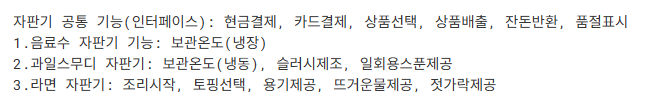 자판기 공통 기능(인터페이스): 현금결제, 카드결제, 상품선택, 상품배출, 잔돈반환, 품절표시
1.음료수 자판기 기능: 보관온도(냉장)
2.과일스무디 자판기: 보관온도(냉동), 슬러시제조, 일회용스푼제공
3.라면 자판기: 조리시작, 토핑선택, 용기제공, 뜨거운물제공, 젓가락제공